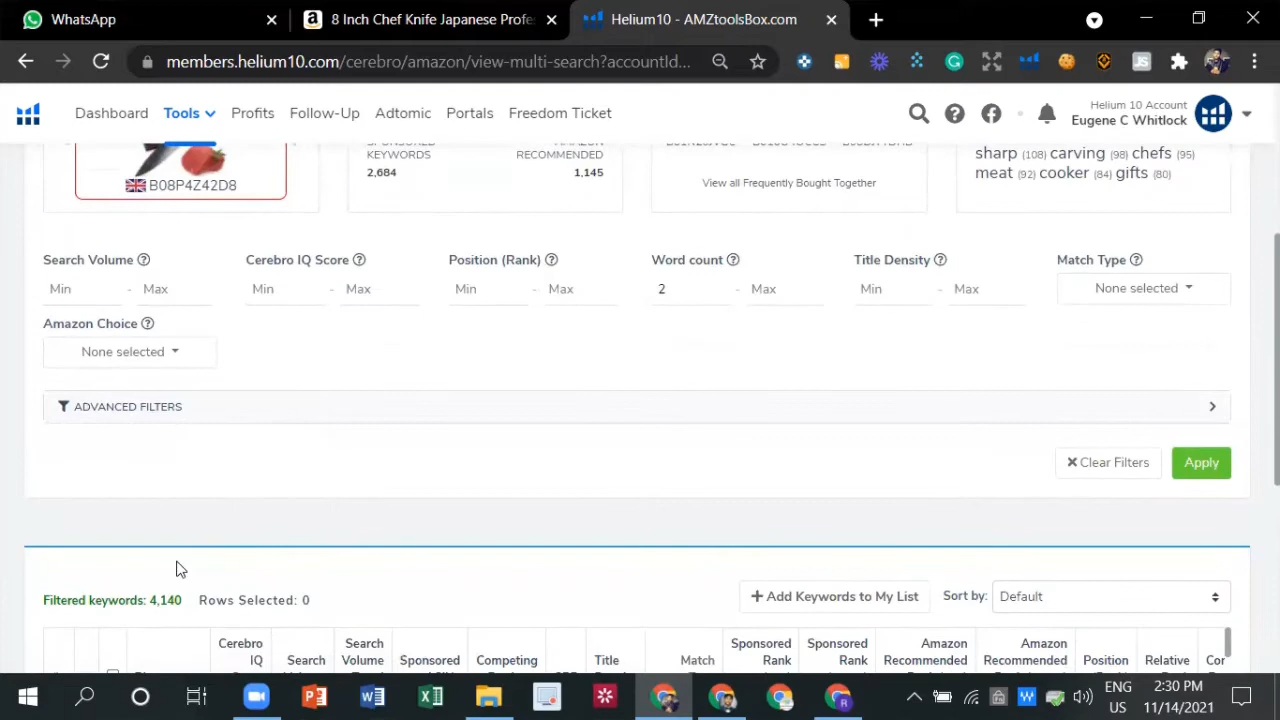 WhatsApp
8 Inch Chef Knife Japanese Profe
Helium10 - AMZtoolsBox.com
members.helium10.com/cerebro/amazon/view-multi-search?accountId...
Dashboard Tools Profits Follow-Up Adtomic Portals Freedom Ticket
Helium 10 Account
Eugene C Whitlock
KEYWORDS
2,684
RECOMMENDED
1,145
B08P4Z42D8
View all Frequently Bought Together
sharp (108) carving (98) chefs (95)
meat (92) cooker (84) gifts (80)
Search Volume Cerebro IQ Score Position (Rank) Word count Title Density Match Type
Min - Max Min - Max Min - Max 2 - Max Min - Max None selected
Amazon Choice
None selected
ADVANCED FILTERS
Clear Filters Apply
Filtered keywords: 4,140 Rows Selected: 0 + Add Keywords to My List Sort by: Default
Cerebro IQ
Search
Search Volume
Sponsored
Competing
Title
Match
Sponsored Rank
Sponsored Rank
Amazon Recommended
Amazon Recommended
Position
Relative
ENG
US
2:30 PM
11/14/2021